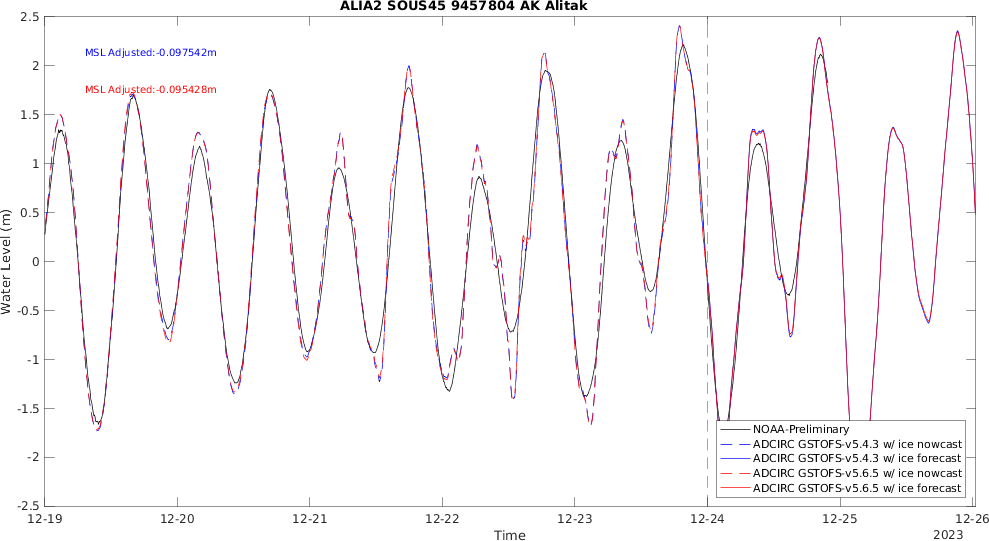 ALIA2 SOUS45 9457804 AK Alitak
MSL Adjusted:-0.097542m
MSL Adjusted:-0.095428m
2.5
2
1.5
1
0.5
0
-0.5
-1
-1.5
-2
-2.5
Water Level (m)
NOAA-Preliminary
ADCIRC GSTOFS-v5.4.3 w/ ice nowcast
ADCIRC GSTOFS-v5.4.3 w/ ice forecast
ADCIRC GSTOFS-v5.6.5 w/ ice nowcast
ADCIRC GSTOFS-v5.6.5 w/ ice forecast
12-19 12-20 12-21 12-22 12-23 12-24 12-25 12-26
Time
2023